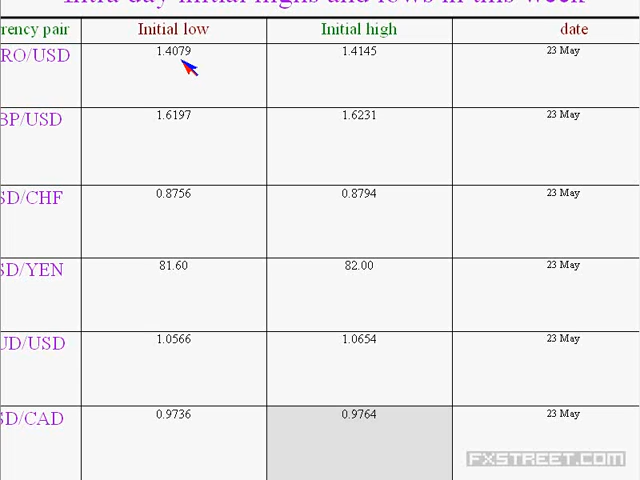 Intra-day initial highs and lows in this week
rency pair Initial low Initial high date
RO/USD 1.4079 1.4145 23 May
BP/USD 1.6197 1.6231 23 May
SD/CHF 0.8756 0.8794 23 May
SD/YEN 81.60 82.00 23 May
UD/USD 1.0566 1.0654 23 May
SD/CAD 0.9736 0.9764 23 May
FXSTREET.COM